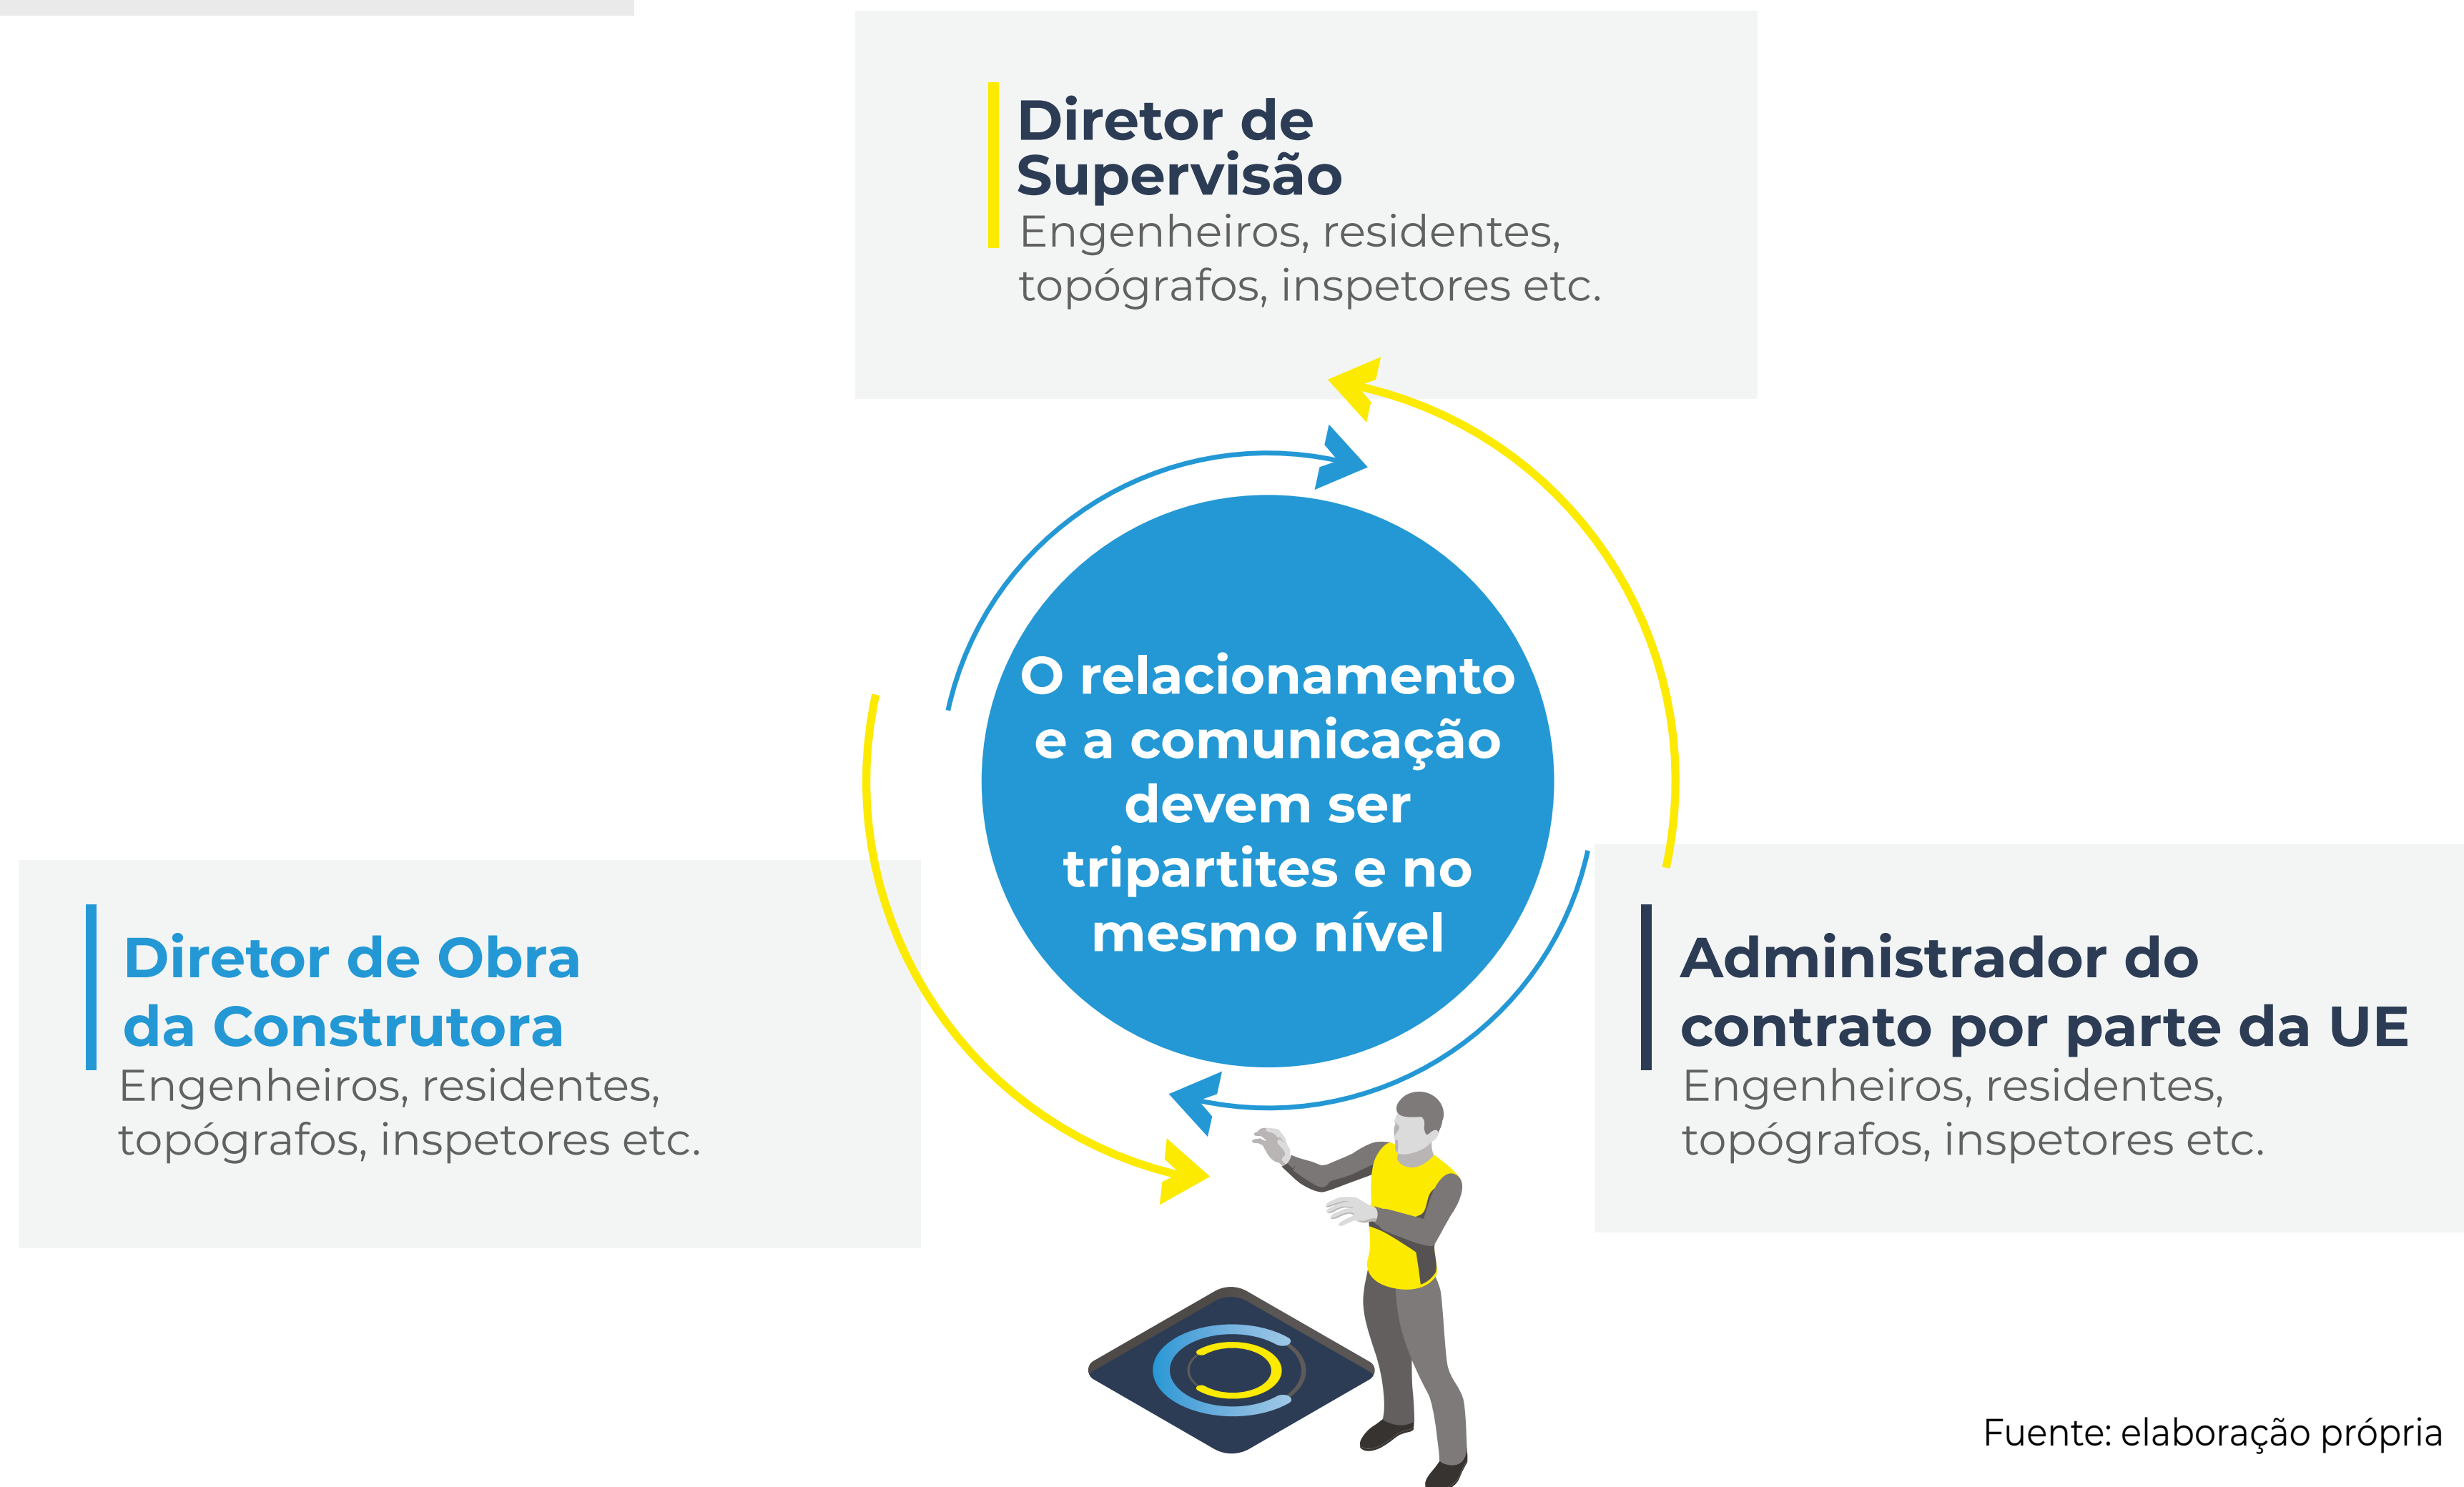 Diretor de
Supervisão
Engenheiros, residentes,
topógrafos, inspetores etc.
O relacionamento
e a comunicação
devem ser
tripartites e no
mesmo nível
Diretor de Obra
da Construtora
Engenheiros, residentes,
topógrafos, inspetores etc.
Administrador do
contrato por parte da UE
Engenheiros, residentes,
topógrafos, inspetores etc.
Fuente: elaboração própria